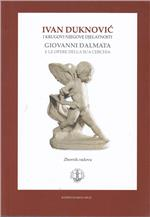 IVAN DUKNOVIĆ
I KRUGOVI NJEGOVE DJELATNOSTI
GIOVANNI DALMATA
E LE OPERE DELLA SUA CERCHIA
Zbornik radova